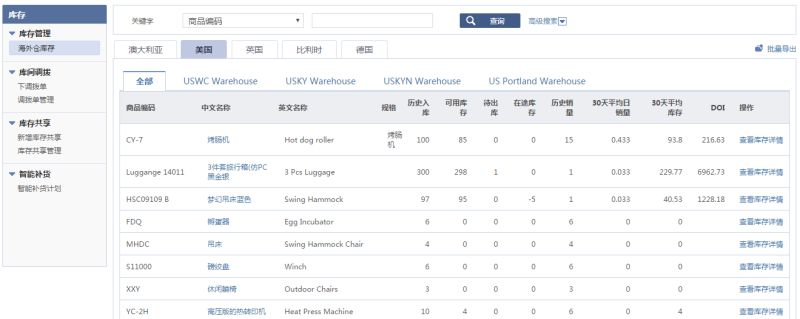 库存
库存管理
海外仓库存
库间调拨
下调拨单
调拨单管理
库存共享
新增库存共享
库存共享管理
智能补货
智能补货计划
关键字 商品编码 查询 高级搜索
澳大利亚 美国 英国 比利时 德国 批量导出
全部 USWC Warehouse USKY Warehouse USKYN Warehouse US Portland Warehouse
商品编码 中文名称 英文名称 规格 历史入库 可用库存 待出库 在途库存 历史销量 30天平均日销量 30天平均库存 DOI 操作
CY-7 烤肠机 Hot dog roller 烤肠机 100 85 0 0 15 0.433 93.8 216.63 查看库存详情
Luggange 14011 3件套旅行箱(仿PC黑金银 3 Pcs Luggage 300 298 1 0 1 0.033 229.77 6962.73 查看库存详情
HSC09109 B 梦幻吊床蓝色 Swing Hammock 97 95 0 -5 1 0.033 40.53 1228.18 查看库存详情
FDQ 孵蛋器 Egg Incubator 6 0 0 0 6 0 0 查看库存详情
MHDC 吊床 Swing Hammock Chair 4 0 0 0 4 0 0 查看库存详情
S11000 磅绞盘 Winch 6 0 0 0 6 0 0 查看库存详情
XXY 休闲躺椅 Outdoor Chairs 3 0 0 0 3 0 0 查看库存详情
YC-2H 高压版的热转印机 Heat Press Machine 10 4 0 0 6 0 4 查看库存详情